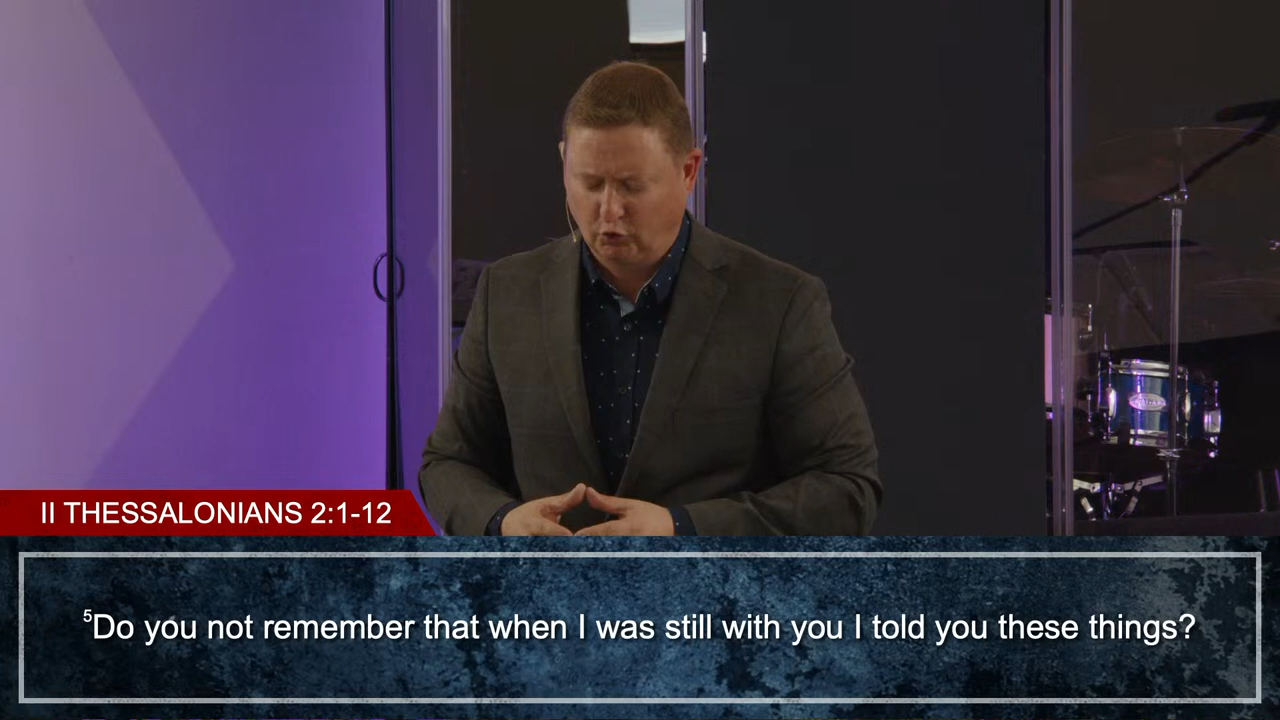 II THESSALONIANS 2:1-12
⁵Do you not remember that when I was still with you I told you these things?